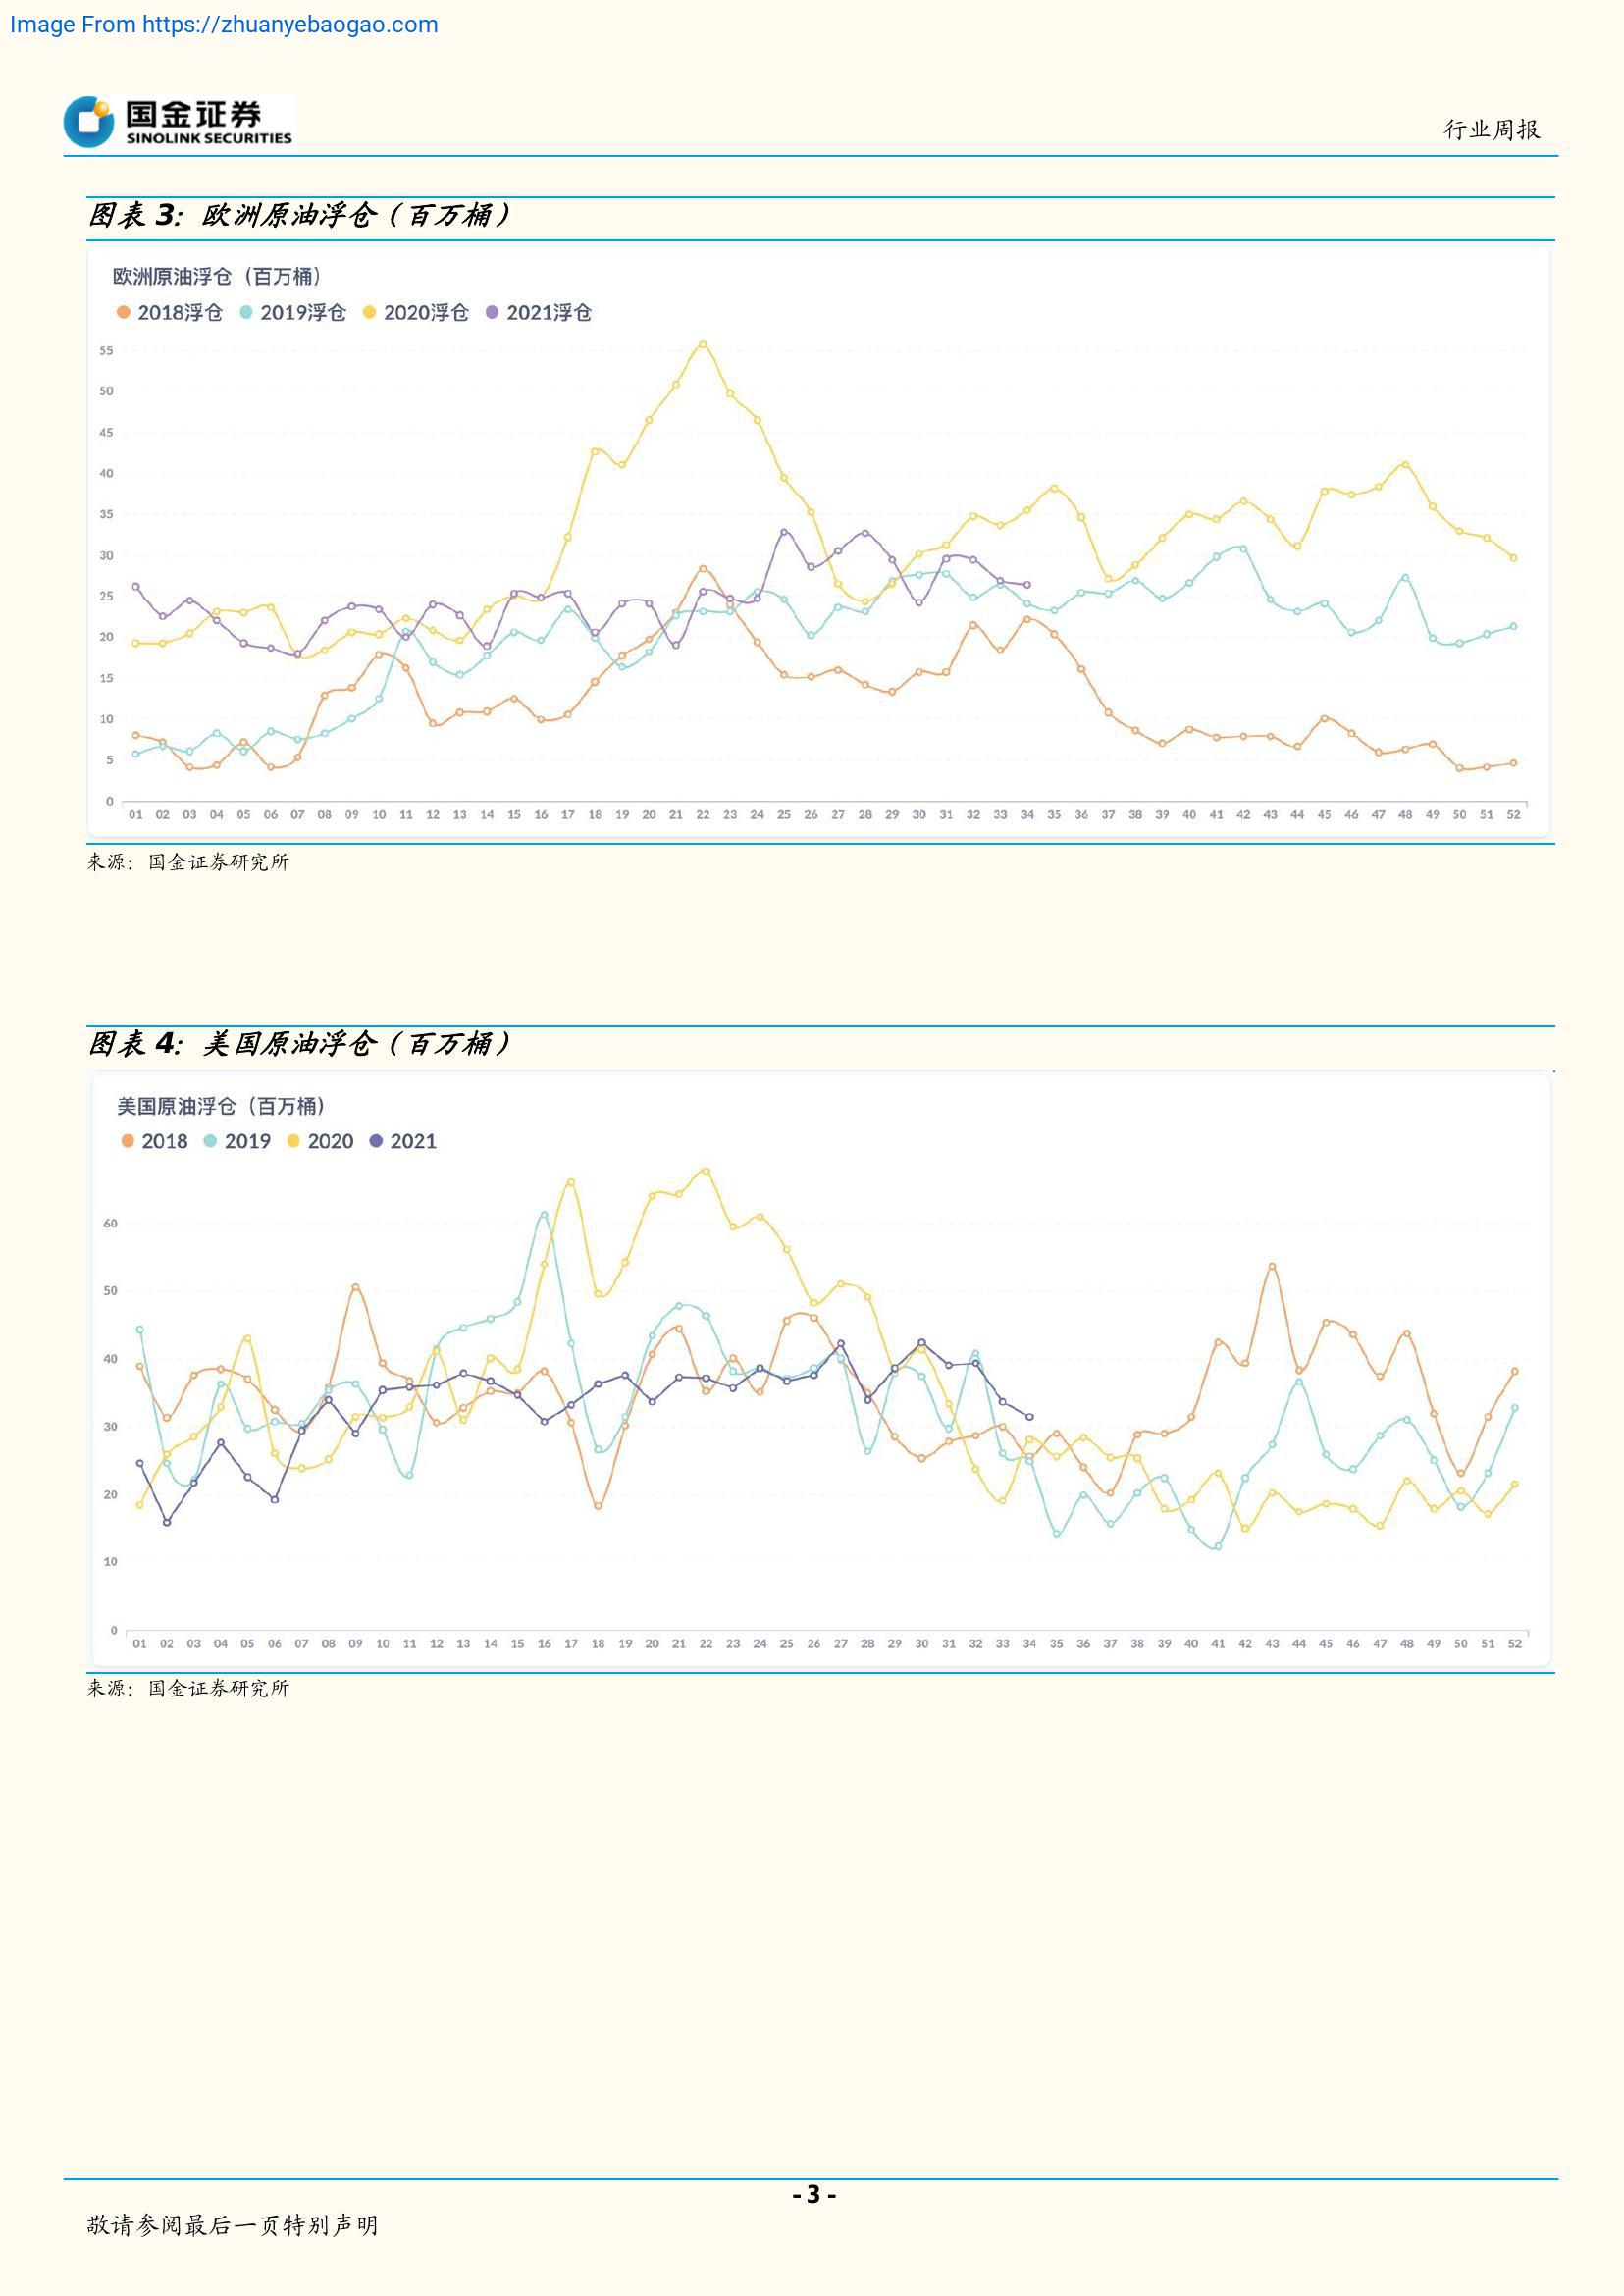 Image From https://zhuanyebaogao.com
国金证券
SINOLINK SECURITIES
行业周报
图表 3：欧洲原油浮仓（百万桶）
欧洲原油浮仓（百万桶）
2018浮仓 2019浮仓 2020浮仓 2021浮仓
55
50
45
40
35
30
25
20
15
10
5
0
01 02 03 04 05 06 07 08 09 10 11 12 13 14 15 16 17 18 19 20 21 22 23 24 25 26 27 28 29 30 31 32 33 34 35 36 37 38 39 40 41 42 43 44 45 46 47 48 49 50 51 52
来源：国金证券研究所
图表 4：美国原油浮仓（百万桶）
美国原油浮仓（百万桶）
2018 2019 2020 2021
60
50
40
30
20
10
0
01 02 03 04 05 06 07 08 09 10 11 12 13 14 15 16 17 18 19 20 21 22 23 24 25 26 27 28 29 30 31 32 33 34 35 36 37 38 39 40 41 42 43 44 45 46 47 48 49 50 51 52
来源：国金证券研究所
- 3 -
敬请参阅最后一页特别声明